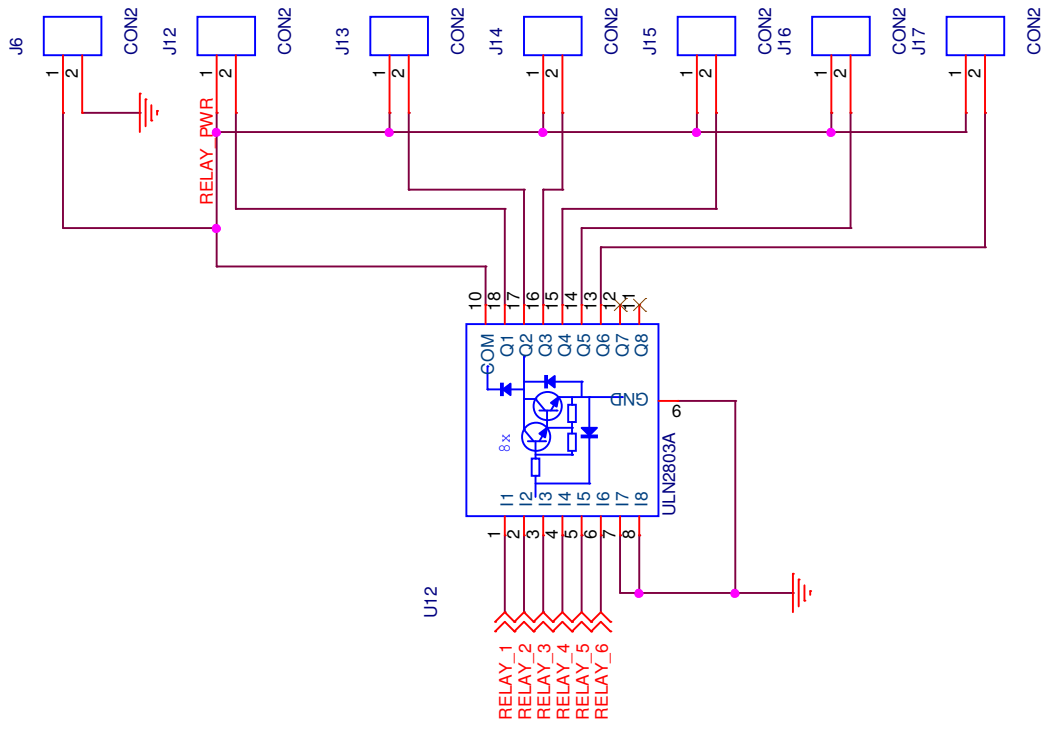 J6
CON2
J12
CON2
J13
CON2
J14
CON2
J15
CON2
J16
CON2
J17
CON2
1
2
1
2
1
2
1
2
1
2
1
2
1
2
RELAY_PWR
10
18
17
16
15
14
13
12
11
COM
Q1
Q2
Q3
Q4
Q5
Q6
Q7
Q8
GND
6
8x
ULN2803A
I1
I2
I3
I4
I5
I6
I7
I8
1
2
3
4
5
6
7
8
U12
RELAY_1
RELAY_2
RELAY_3
RELAY_4
RELAY_5
RELAY_6